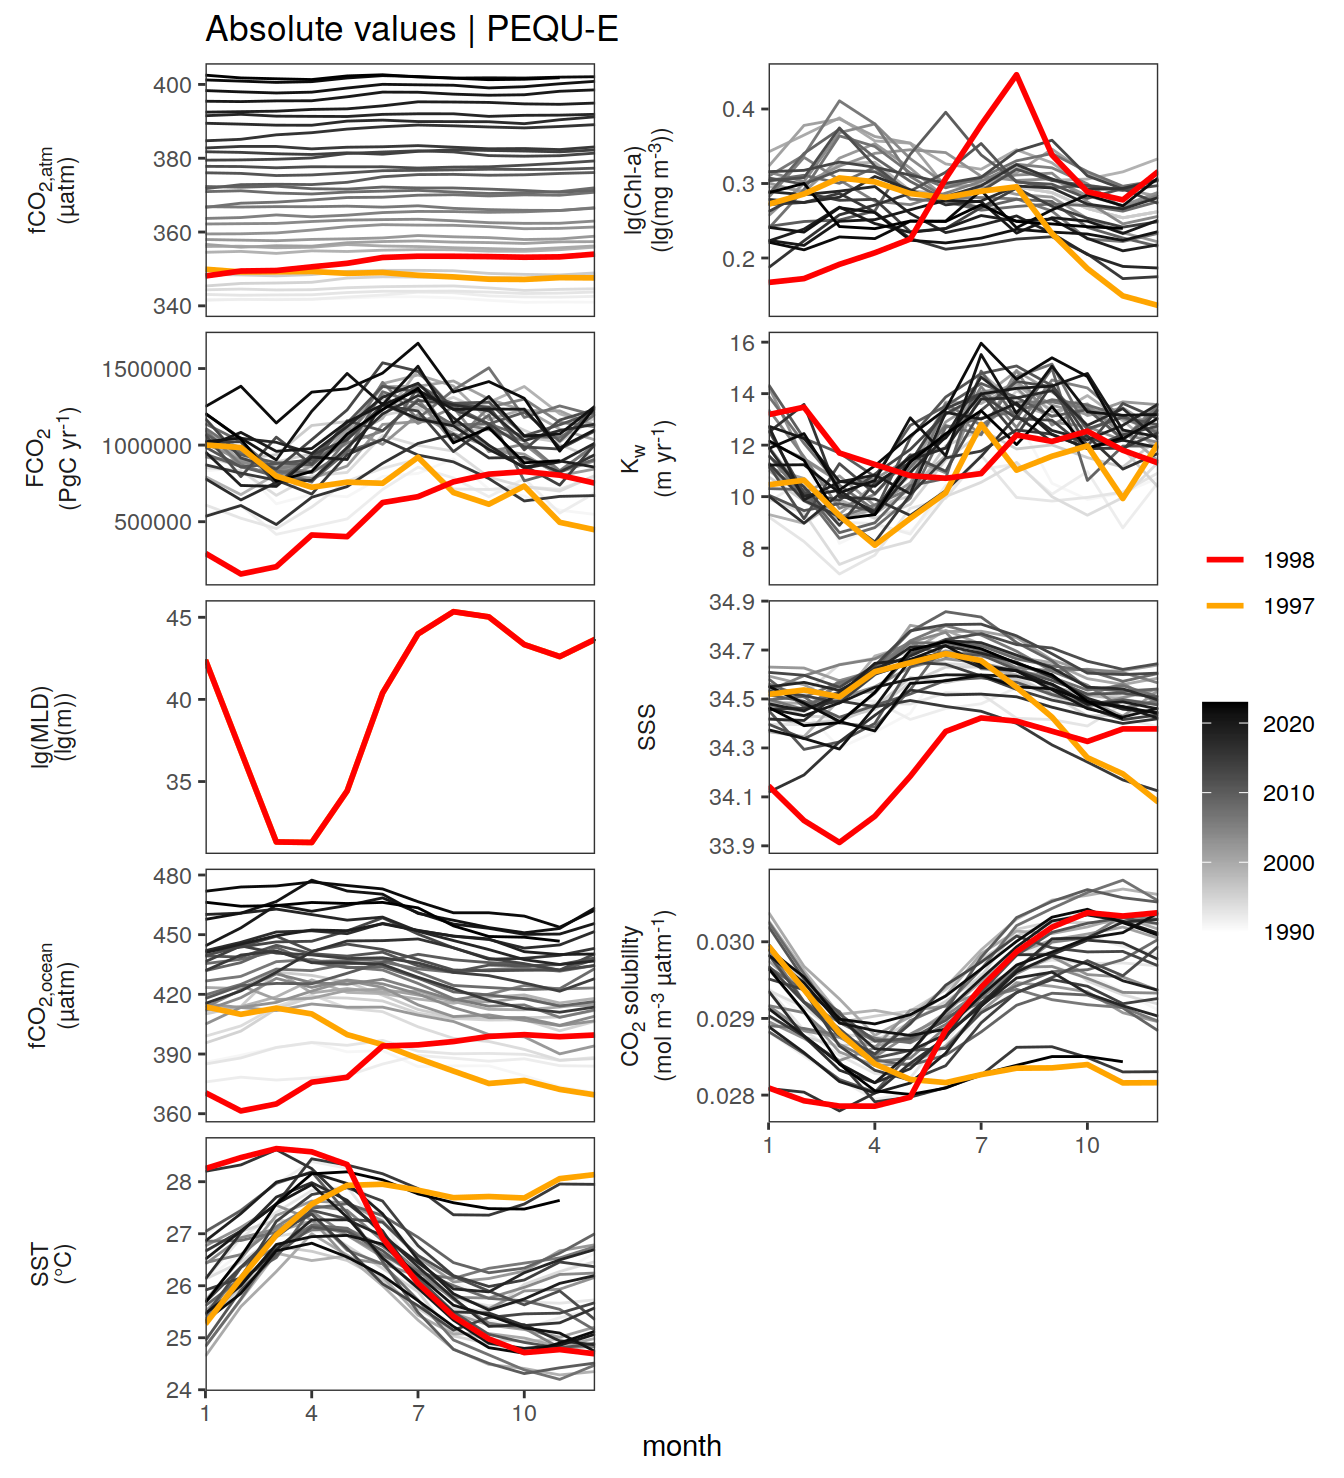 Absolute values | PEQU-E
fCO2,atm
(µatm)
400
380
360
340
lg(Chl-a)
(lg(mg m-3))
0.4
0.3
0.2
FCO2
(PgC yr-1)
1500000
1000000
500000
Kw
(m yr-1)
16
14
12
10
8
lg(MLD)
(lg(m))
45
40
35
SSS
34.9
34.7
34.5
34.3
34.1
33.9
fCO2,ocean
(µatm)
480
450
420
390
360
CO2 solubility
(mol m-3 µatm-1)
0.030
0.029
0.028
1 4 7 10
SST
(°C)
28
27
26
25
24
1 4 7 10
month
1998
1997
2020
2010
2000
1990